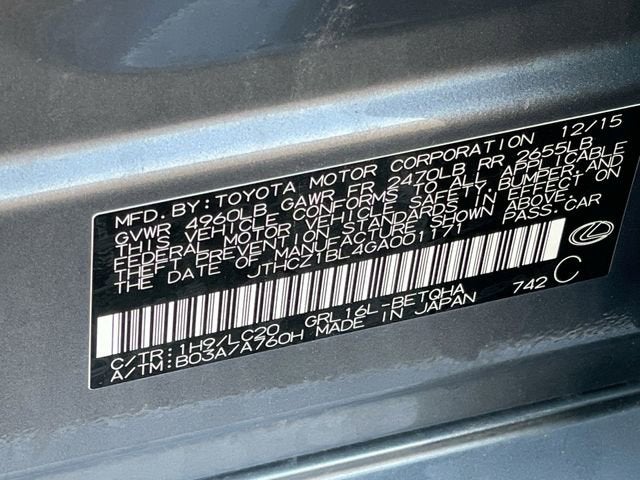 MFD. BY: TOYOTA MOTOR CORPORATION 12/15
GVWR 4960LB GAWR FR 2470LB RR 2655LB
THIS VEHICLE CONFORMS TO ALL APPLICABLE
FEDERAL MOTOR VEHICLE SAFETY, BUMPER, AND
THEFT PREVENTION STANDARDS IN EFFECT ON
THE DATE OF MANUFACTURE SHOWN ABOVE.
JTHCZ1BL4GA001171 PASS. CAR
C/TR: 1H9/LC20 GRL16L-BETQHA 742 C
A/TM: B03A/A760H MADE IN JAPAN